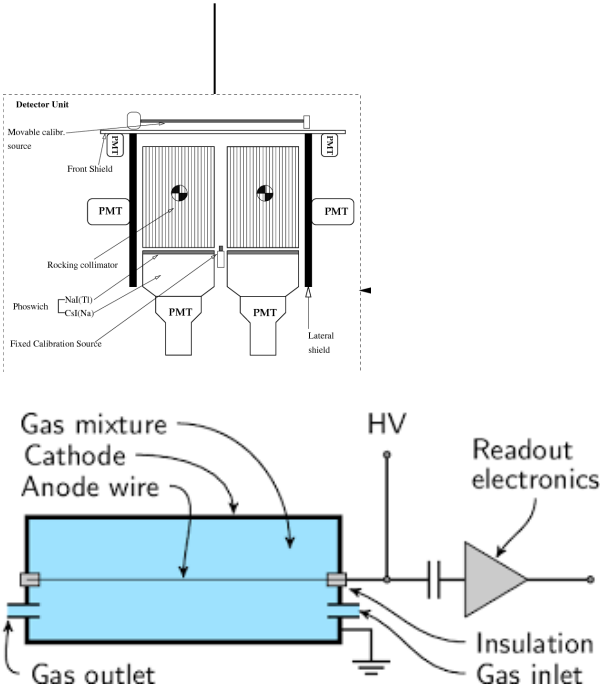 Detector Unit
Movable calibr.
source
PMT
PMT
Front Shield
PMT
PMT
Rocking collimator
Phoswich
NaI(Tl)
CsI(Na)
PMT
PMT
Fixed Calibration Source
Lateral
shield
Gas mixture
Cathode
Anode wire
HV
Readout
electronics
Insulation
Gas outlet
Gas inlet